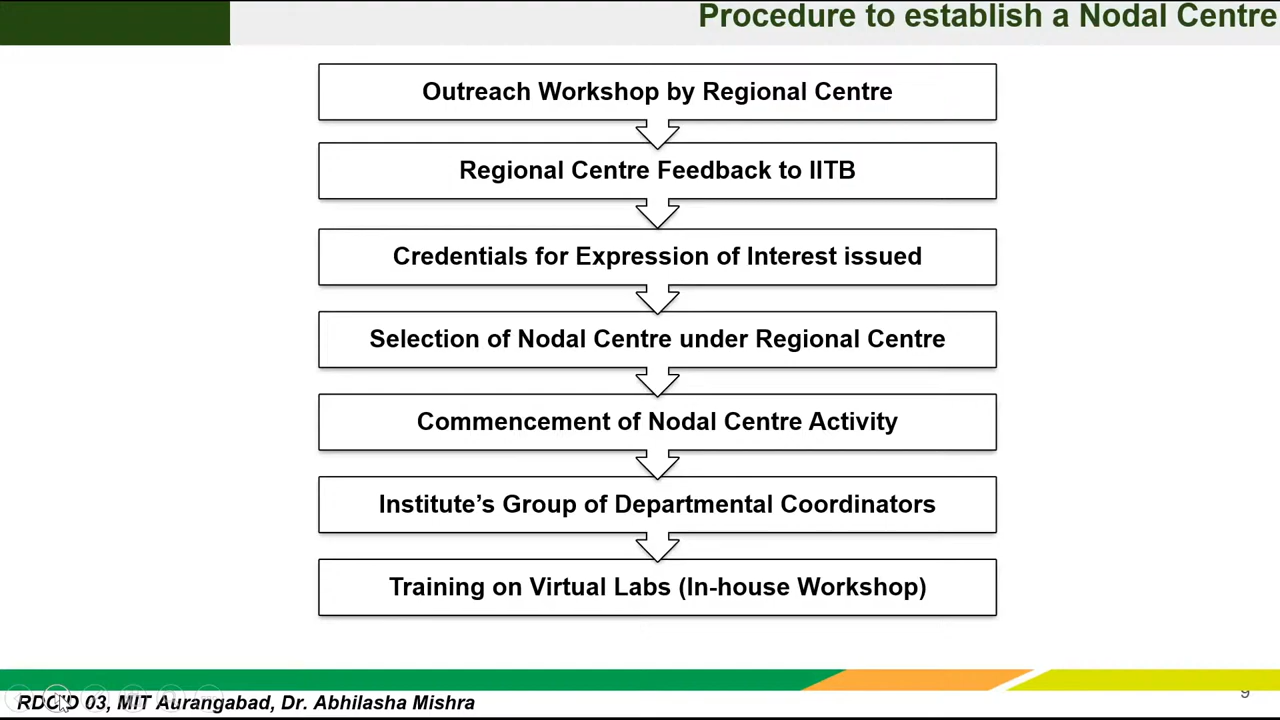 Procedure to establish a Nodal Centre
Outreach Workshop by Regional Centre
Regional Centre Feedback to IITB
Credentials for Expression of Interest issued
Selection of Nodal Centre under Regional Centre
Commencement of Nodal Centre Activity
Institute’s Group of Departmental Coordinators
Training on Virtual Labs (In-house Workshop)
03, MIT Aurangabad, Dr. Abhilasha Mishra
9